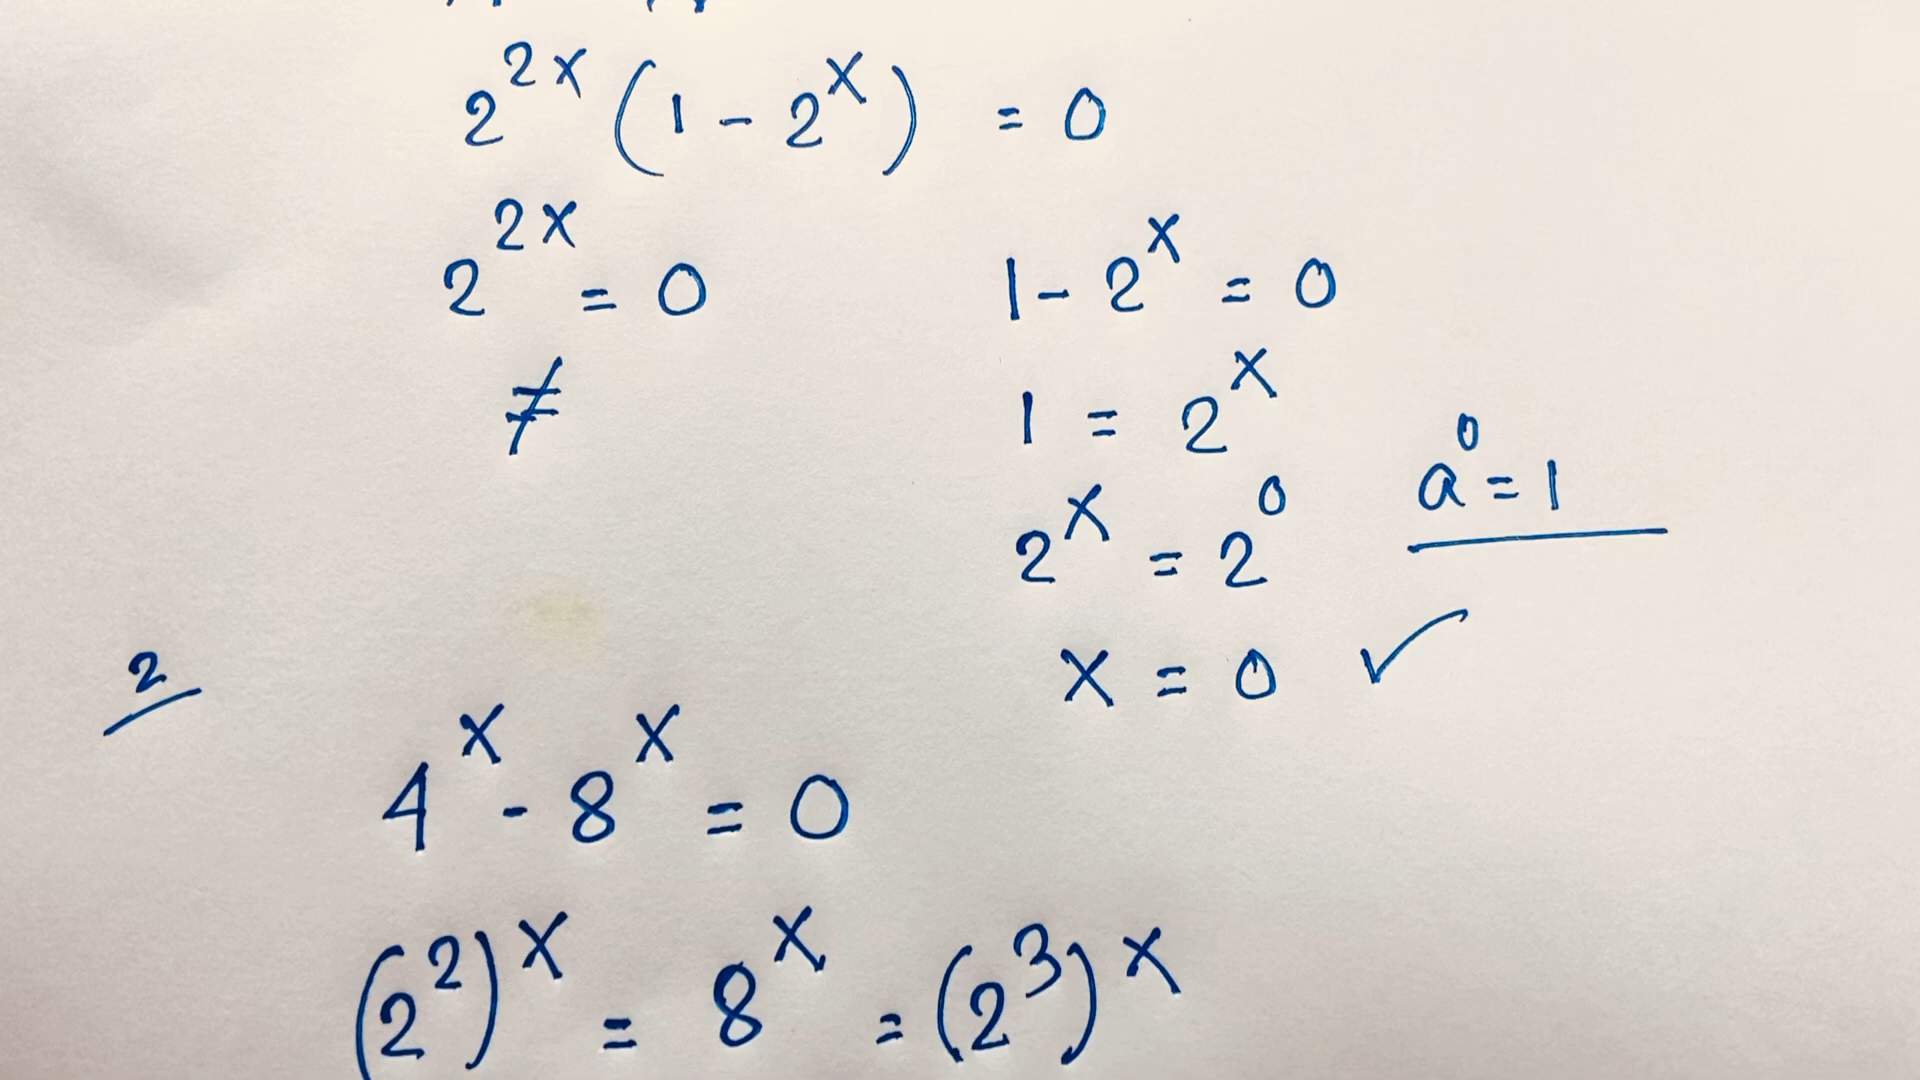 2^{2x} (1 - 2^x) = 0
2^{2x} = 0
≠
1 - 2^x = 0
1 = 2^x
2^x = 2^0
a^0 = 1
x = 0 ✓
2
4^x - 8^x = 0
(2^2)^x = 8^x = (2^3)^x